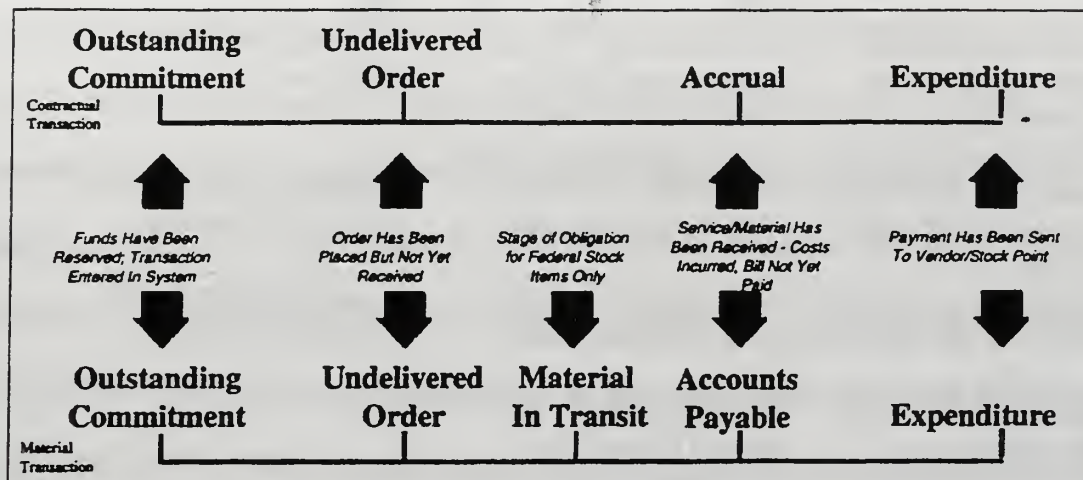 Outstanding
Commitment
Undelivered
Order
Accrual
Expenditure
Contractual
Transaction
Funds Have Been
Reserved; Transaction
Entered In System
Order Has Been
Placed But Not Yet
Received
Stage of Obligation
for Federal Stock
Items Only
Service/Material Has
Been Received - Costs
Incurred, Bill Not Yet
Paid
Payment Has Been Sent
To Vendor/Stock Point
Outstanding
Commitment
Undelivered
Order
Material
In Transit
Accounts
Payable
Expenditure
Material
Transaction